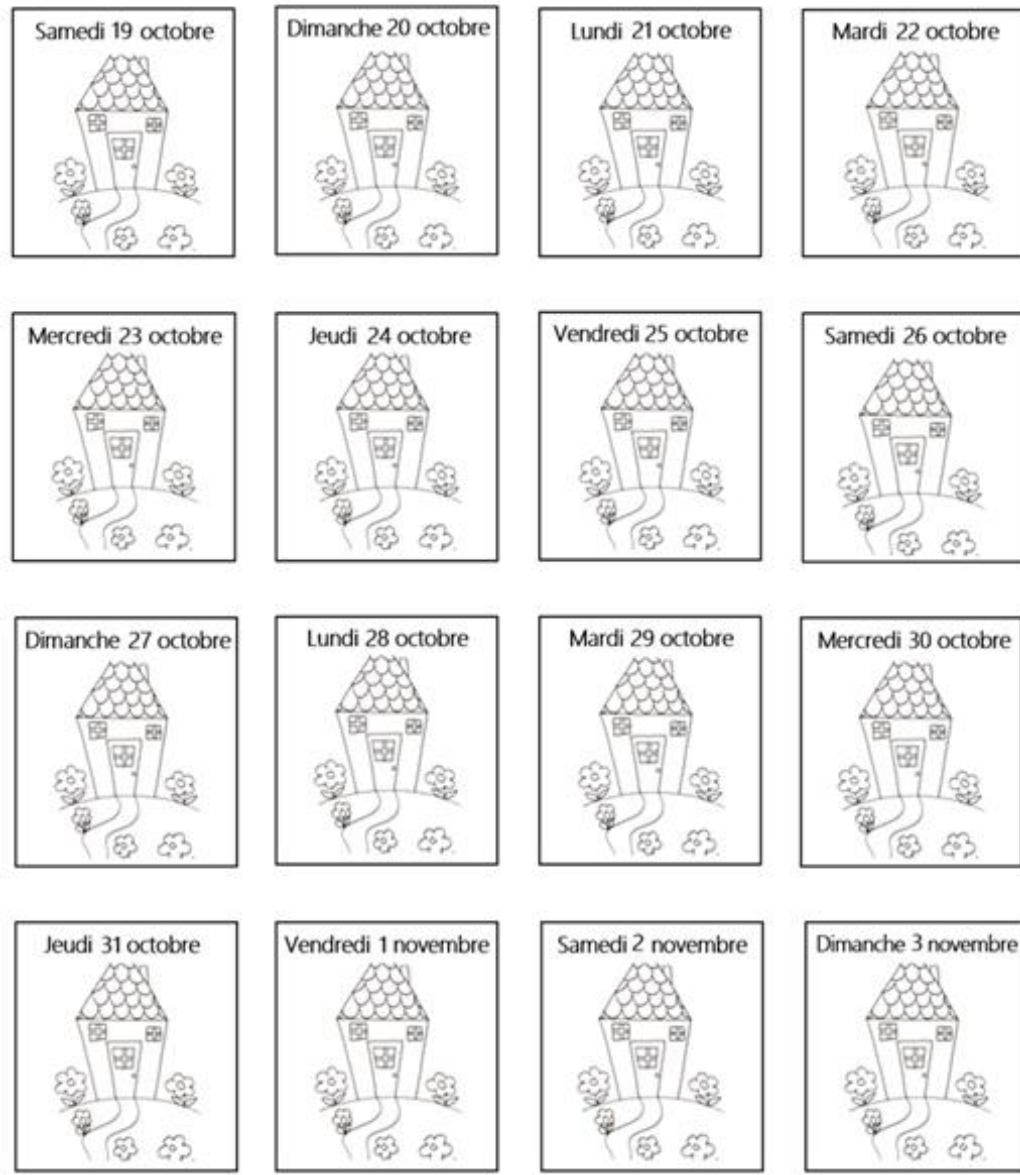 Samedi 19 octobre
Dimanche 20 octobre
Lundi 21 octobre
Mardi 22 octobre
Mercredi 23 octobre
Jeudi 24 octobre
Vendredi 25 octobre
Samedi 26 octobre
Dimanche 27 octobre
Lundi 28 octobre
Mardi 29 octobre
Mercredi 30 octobre
Jeudi 31 octobre
Vendredi 1 novembre
Samedi 2 novembre
Dimanche 3 novembre